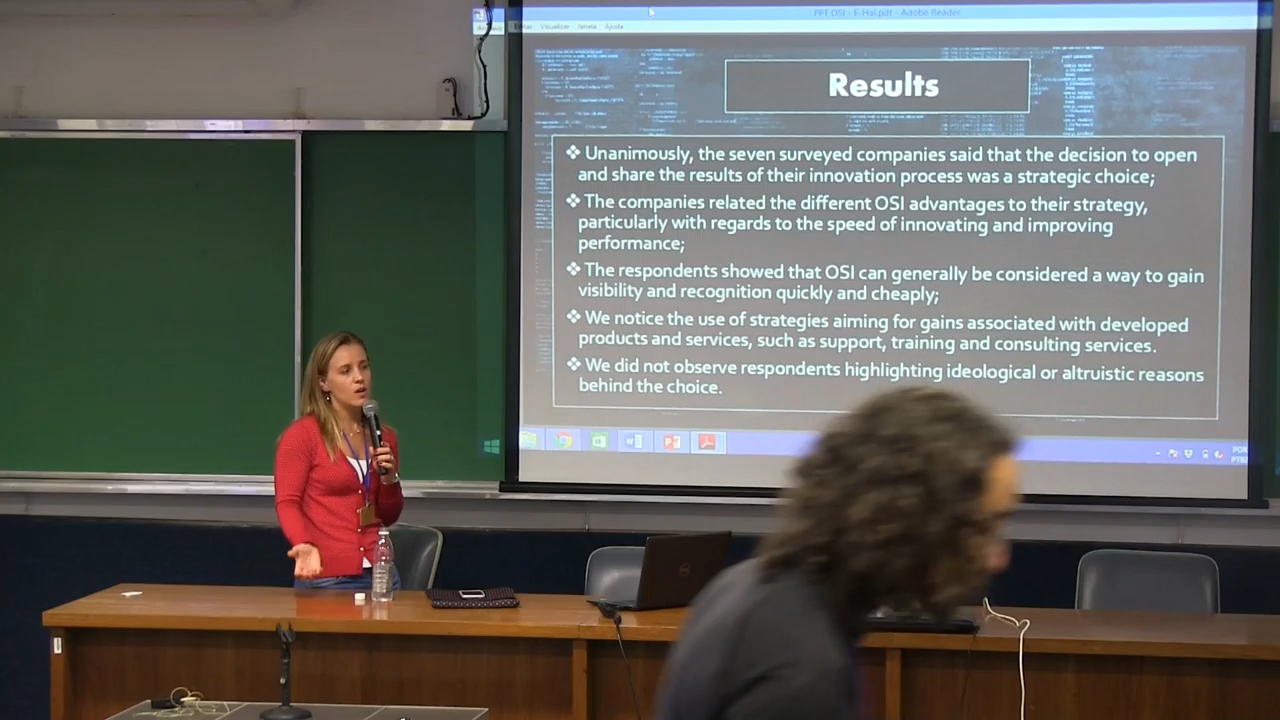 PPT OSI - E-Hal.pdf - Adobe Reader
Editar Visualizar Janela Ajuda
Results
❖ Unanimously, the seven surveyed companies said that the decision to open
and share the results of their innovation process was a strategic choice;
❖ The companies related the different OSI advantages to their strategy,
particularly with regards to the speed of innovating and improving
performance;
❖ The respondents showed that OSI can generally be considered a way to gain
visibility and recognition quickly and cheaply;
❖ We notice the use of strategies aiming for gains associated with developed
products and services, such as support, training and consulting services.
❖ We did not observe respondents highlighting ideological or altruistic reasons
behind the choice.
POR